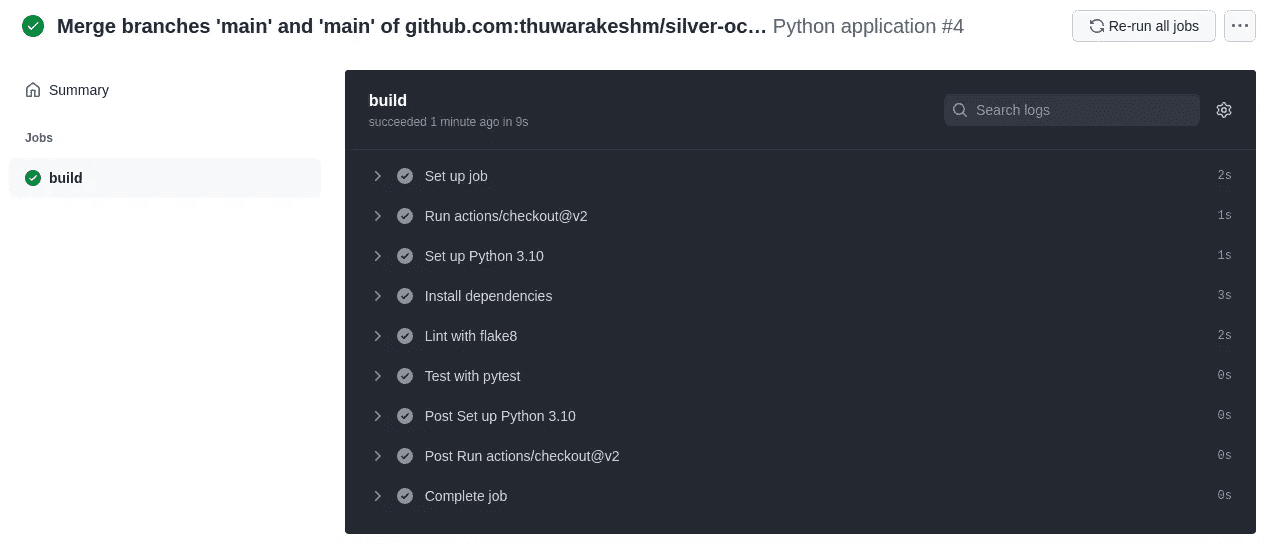 Merge branches 'main' and 'main' of github.com:thuwarakeshm/silver-oc... Python application #4
Re-run all jobs
Summary
Jobs
build
build
succeeded 1 minute ago in 9s
Search logs
Set up job 2s
Run actions/checkout@v2 1s
Set up Python 3.10 1s
Install dependencies 3s
Lint with flake8 2s
Test with pytest 0s
Post Set up Python 3.10 0s
Post Run actions/checkout@v2 0s
Complete job 0s